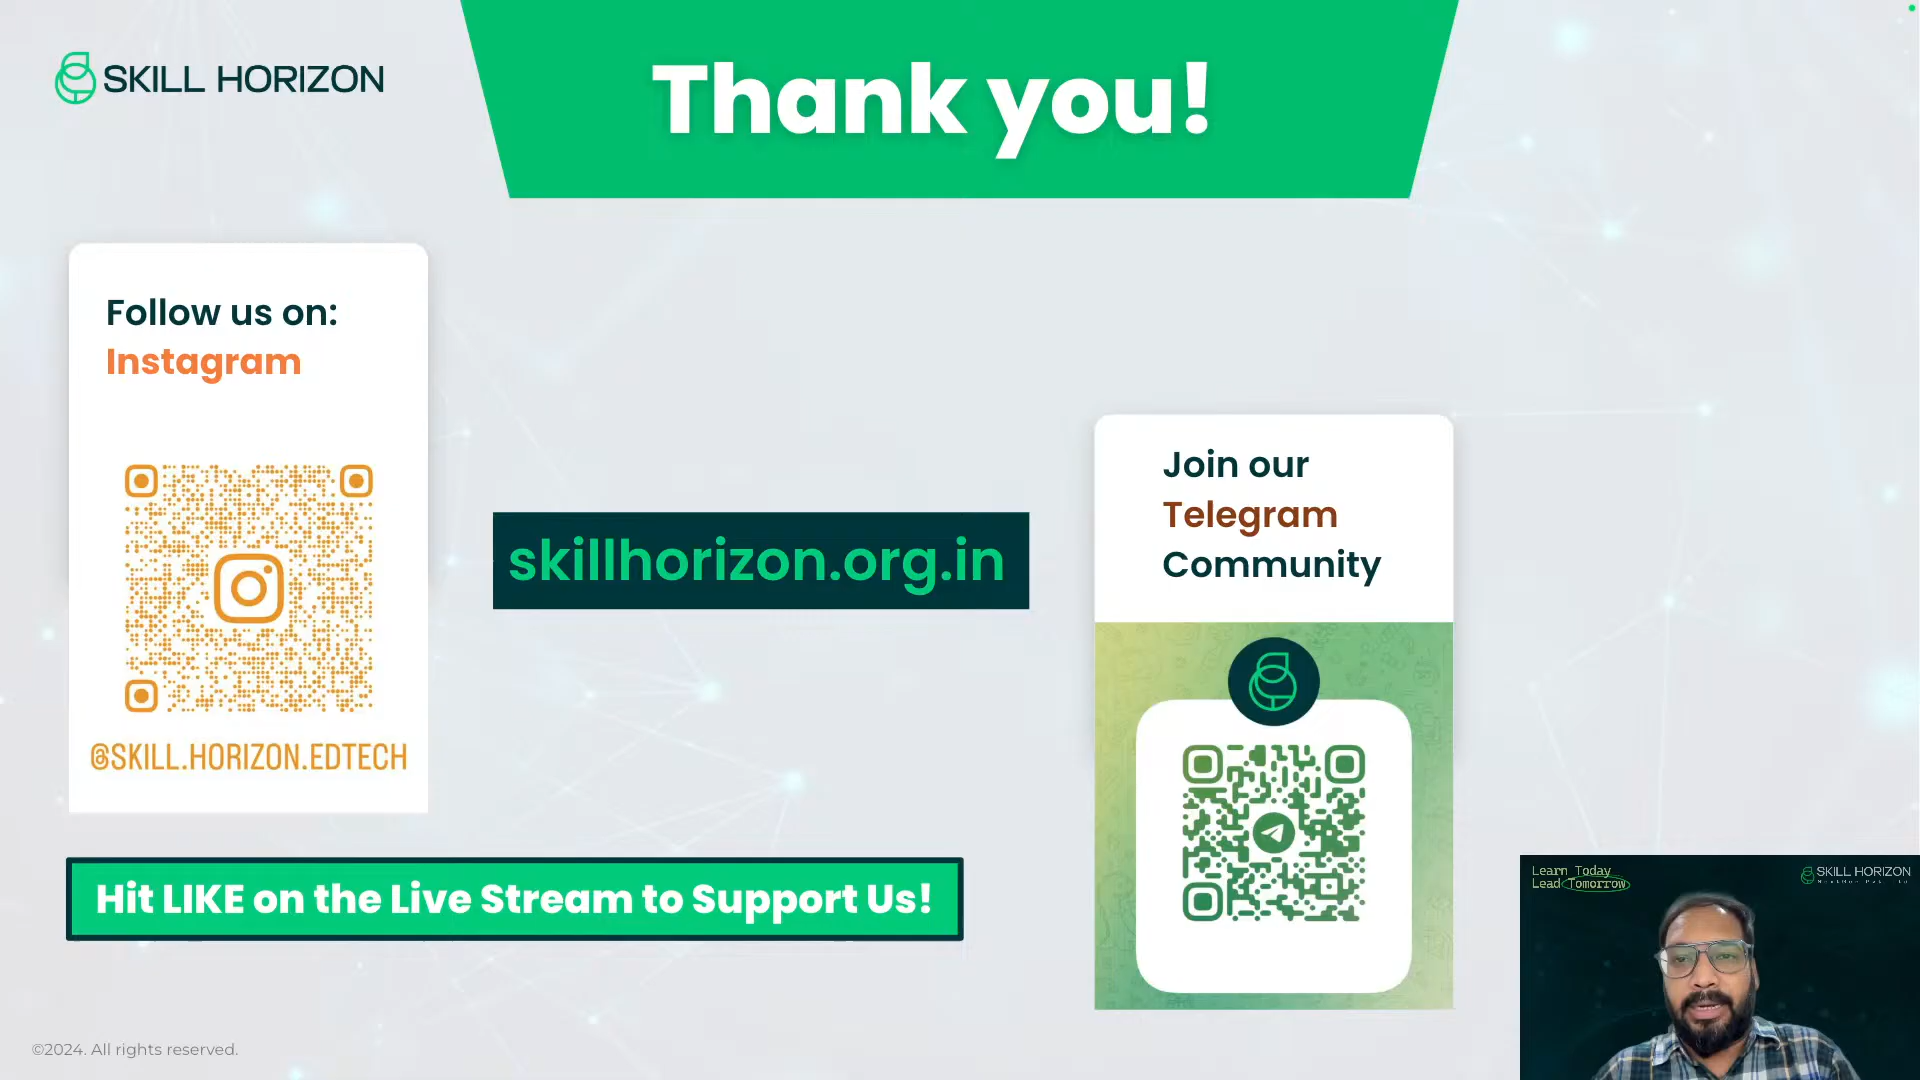 SKILL HORIZON
Thank you!
Follow us on:
Instagram
@SKILL.HORIZON.EDTECH
skillhorizon.org.in
Join our
Telegram
Community
Hit LIKE on the Live Stream to Support Us!
Learn Today
Lead Tomorrow
SKILL HORIZON
©2024. All rights reserved.